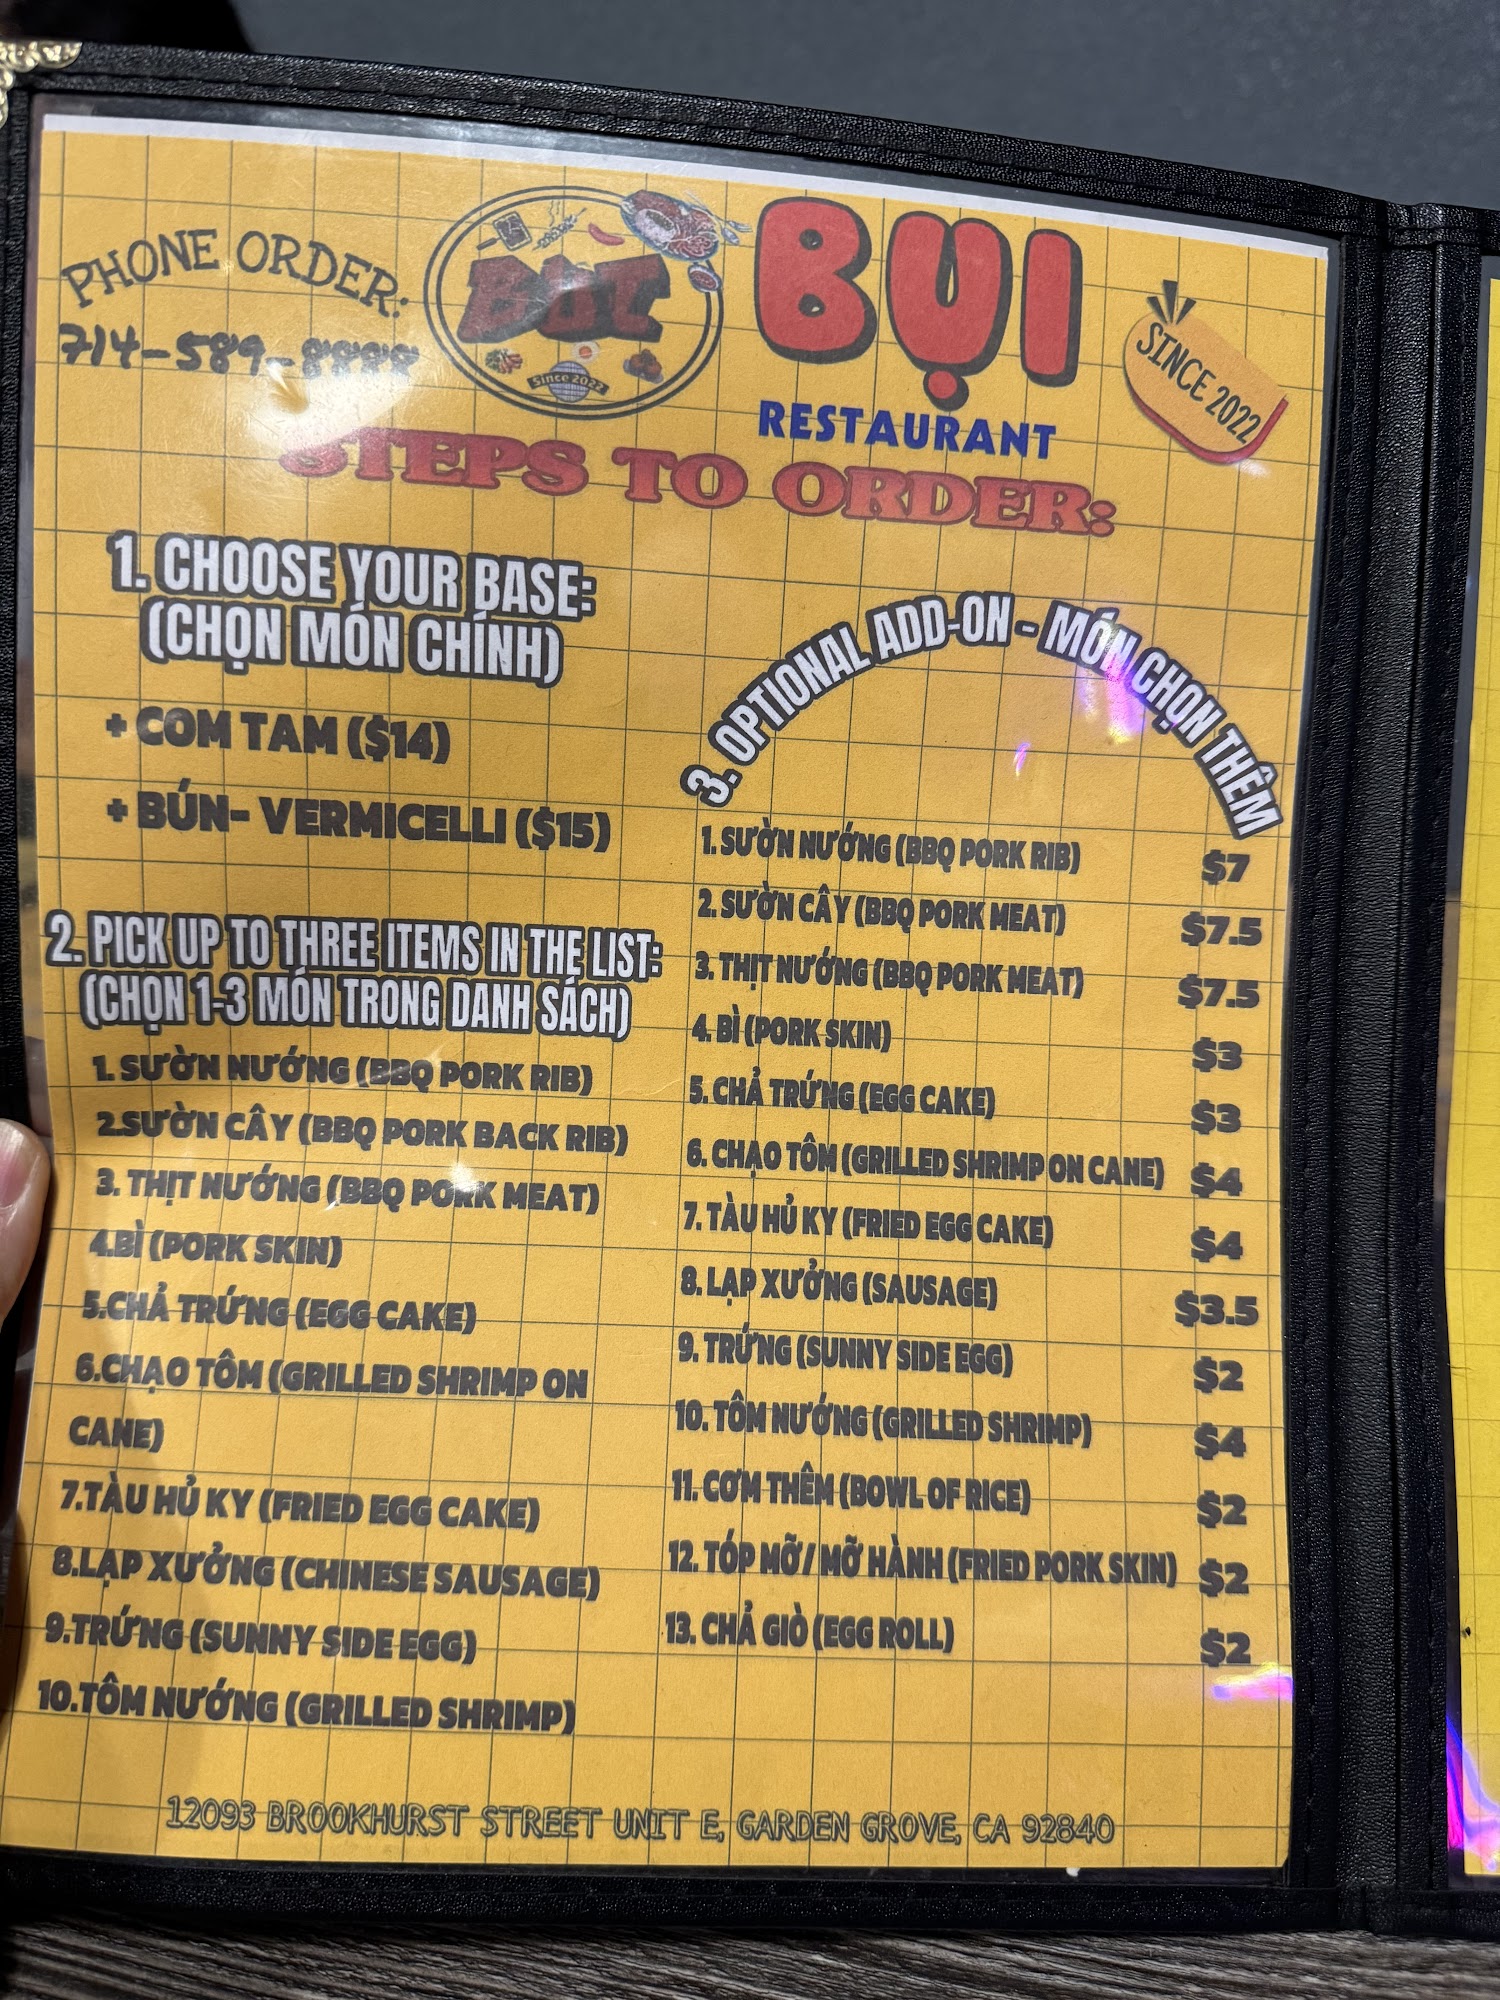 PHONE ORDER:
714-589-8888
BỤI
Since 2022
BỤI
RESTAURANT
SINCE 2022
STEPS TO ORDER:
1. CHOOSE YOUR BASE:
(CHỌN MÓN CHÍNH)
+ COM TAM ($14)
+ BÚN- VERMICELLI ($15)
2. PICK UP TO THREE ITEMS IN THE LIST:
(CHỌN 1-3 MÓN TRONG DANH SÁCH)
1. SƯỜN NƯỚNG (BBQ PORK RIB)
2.SƯỜN CÂY (BBQ PORK BACK RIB)
3. THỊT NƯỚNG (BBQ PORK MEAT)
4.BÌ (PORK SKIN)
5.CHẢ TRỨNG (EGG CAKE)
6.CHẠO TÔM (GRILLED SHRIMP ON
CANE)
7.TÀU HỦ KY (FRIED EGG CAKE)
8.LẠP XƯỞNG (CHINESE SAUSAGE)
9.TRỨNG (SUNNY SIDE EGG)
10.TÔM NƯỚNG (GRILLED SHRIMP)
3. OPTIONAL ADD-ON - MÓN CHỌN THÊM
1. SƯỜN NƯỚNG (BBQ PORK RIB) $7
2. SƯỜN CÂY (BBQ PORK MEAT) $7.5
3. THỊT NƯỚNG (BBQ PORK MEAT) $7.5
4. BÌ (PORK SKIN) $3
5. CHẢ TRỨNG (EGG CAKE) $3
6. CHẠO TÔM (GRILLED SHRIMP ON CANE) $4
7. TÀU HỦ KY (FRIED EGG CAKE) $4
8. LẠP XƯỞNG (SAUSAGE) $3.5
9. TRỨNG (SUNNY SIDE EGG) $2
10. TÔM NƯỚNG (GRILLED SHRIMP) $4
11. CƠM THÊM (BOWL OF RICE) $2
12. TÓP MỠ / MỠ HÀNH (FRIED PORK SKIN) $2
13. CHẢ GIÒ (EGG ROLL) $2
12093 BROOKHURST STREET UNIT E, GARDEN GROVE, CA 92840